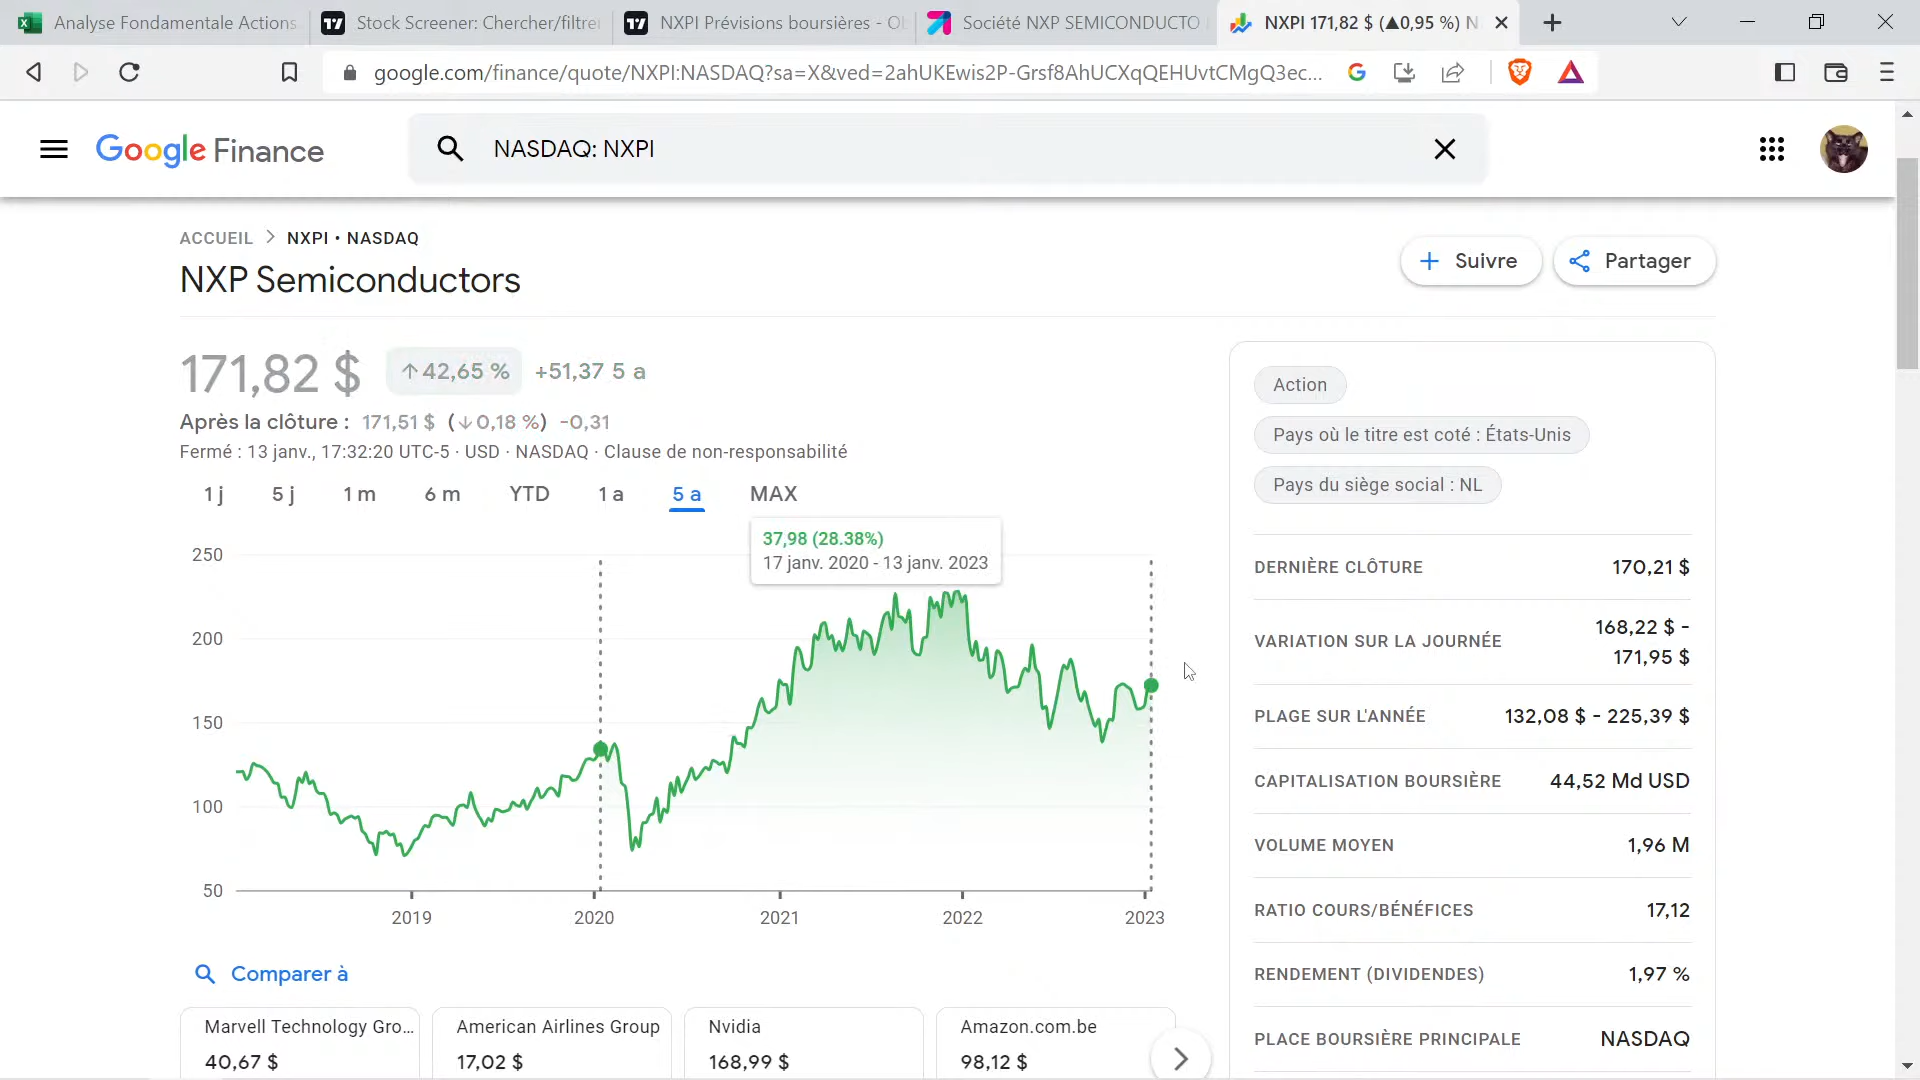 Analyse Fondamentale Actions
Stock Screener: Chercher/filtrer
NXPI Prévisions boursières - Ob
Société NXP SEMICONDUCTO
NXPI 171,82 $ (▲0,95 %) N
google.com/finance/quote/NXPI:NASDAQ?sa=X&ved=2ahUKEwis2P-Grsf8AhUCXqQEHUvtCMgQ3ec...
Google Finance
NASDAQ: NXPI
ACCUEIL > NXPI • NASDAQ
NXP Semiconductors
+ Suivre
Partager
171,82 $ ↑42,65 % +51,37 5 a
Après la clôture : 171,51 $ (↓0,18 %) -0,31
Fermé : 13 janv., 17:32:20 UTC-5 · USD · NASDAQ · Clause de non-responsabilité
1 j 5 j 1 m 6 m YTD 1 a 5 a MAX
37,98 (28.38%)
17 janv. 2020 - 13 janv. 2023
250
200
150
100
50
2019 2020 2021 2022 2023
Comparer à
Marvell Technology Gro...
40,67 $
American Airlines Group
17,02 $
Nvidia
168,99 $
Amazon.com.be
98,12 $
Action
Pays où le titre est coté : États-Unis
Pays du siège social : NL
DERNIÈRE CLÔTURE 170,21 $
VARIATION SUR LA JOURNÉE 168,22 $ -
171,95 $
PLAGE SUR L'ANNÉE 132,08 $ - 225,39 $
CAPITALISATION BOURSIÈRE 44,52 Md USD
VOLUME MOYEN 1,96 M
RATIO COURS/BÉNÉFICES 17,12
RENDEMENT (DIVIDENDES) 1,97 %
PLACE BOURSIÈRE PRINCIPALE NASDAQ